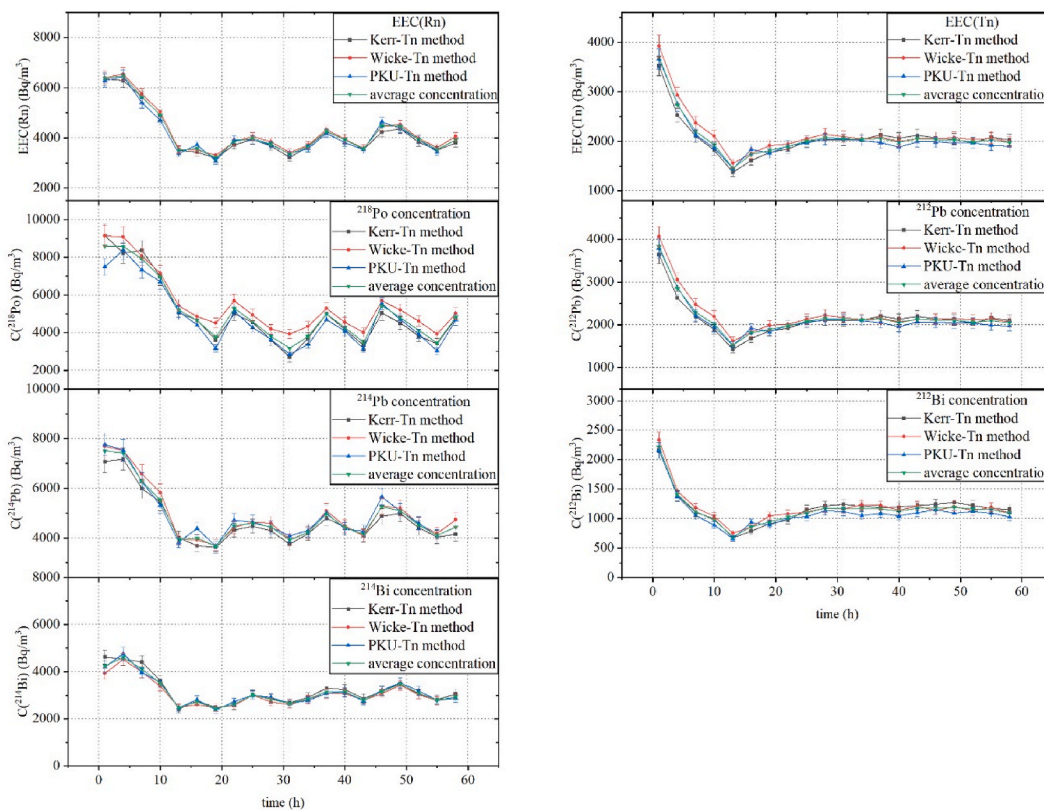 EEC(Rn)
Kerr-Tn method
Wicke-Tn method
PKU-Tn method
average concentration
EEC(Rn) (Bq/m³)
8000
6000
4000
2000
²¹⁸Po concentration
Kerr-Tn method
Wicke-Tn method
PKU-Tn method
average concentration
C(²¹⁸Po) (Bq/m³)
10000
8000
6000
4000
2000
10000
²¹⁴Pb concentration
Kerr-Tn method
Wicke-Tn method
PKU-Tn method
average concentration
C(²¹⁴Pb) (Bq/m³)
8000
6000
4000
8000
²¹⁴Bi concentration
Kerr-Tn method
Wicke-Tn method
PKU-Tn method
average concentration
C(²¹⁴Bi) (Bq/m³)
6000
4000
2000
0
0 10 20 30 40 50 60
time (h)
EEC(Tn)
Kerr-Tn method
Wicke-Tn method
PKU-Tn method
average concentration
EEC(Tn) (Bq/m³)
4000
3000
2000
1000
²¹²Pb concentration
Kerr-Tn method
Wicke-Tn method
PKU-Tn method
average concentration
C(²¹²Pb) (Bq/m³)
4000
3000
2000
1000
²¹²Bi concentration
Kerr-Tn method
Wicke-Tn method
PKU-Tn method
average concentration
C(²¹²Bi) (Bq/m³)
3000
2500
2000
1500
1000
500
0
0 10 20 30 40 50 60
time (h)